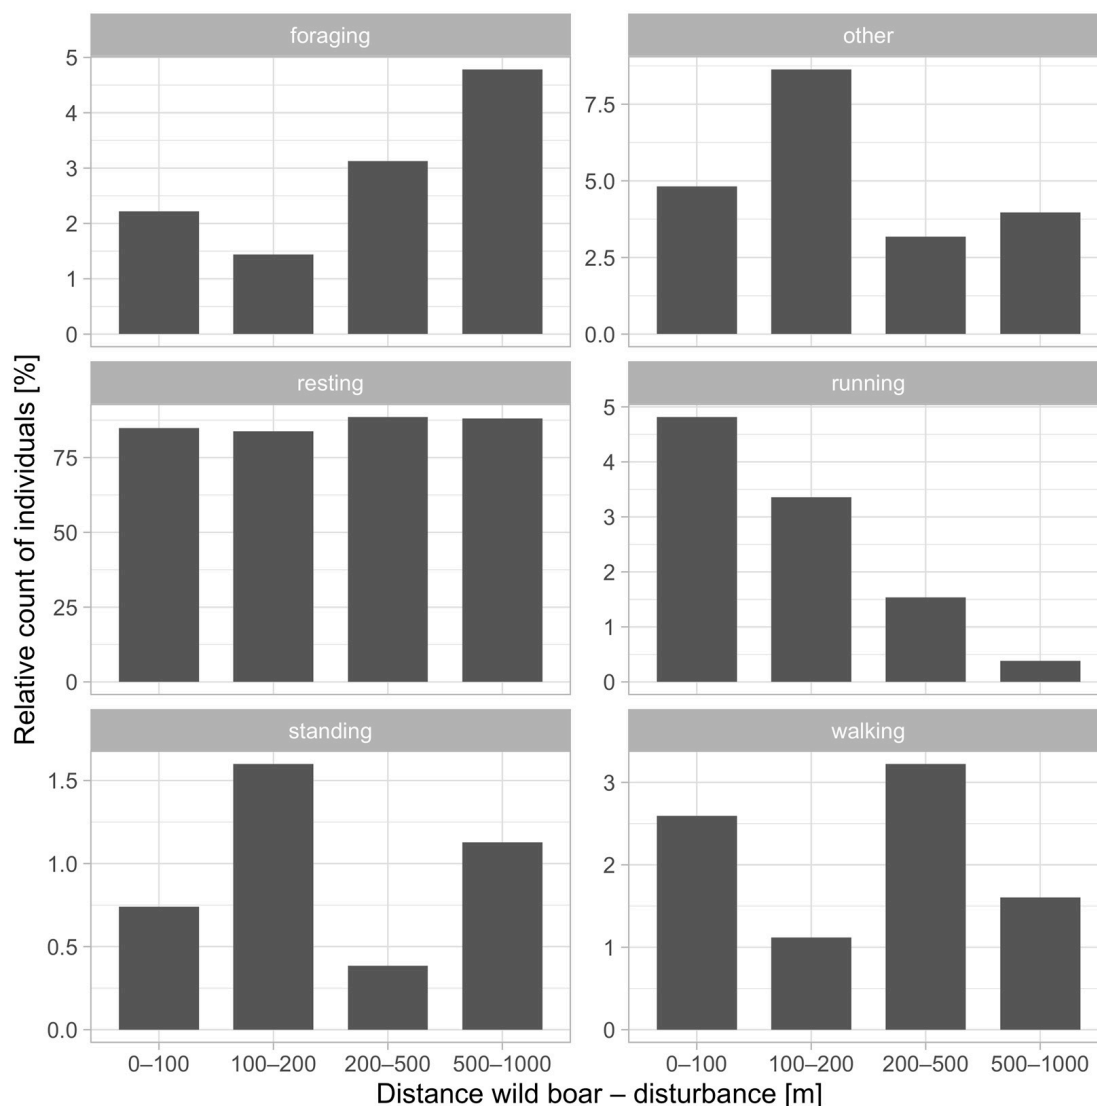 Relative count of individuals [%]
foraging
5
4
3
2
1
0
other
7.5
5.0
2.5
0.0
resting
75
50
25
0
running
5
4
3
2
1
0
standing
1.5
1.0
0.5
0.0
walking
3
2
1
0
0–100 100–200 200–500 500–1000
0–100 100–200 200–500 500–1000
Distance wild boar – disturbance [m]